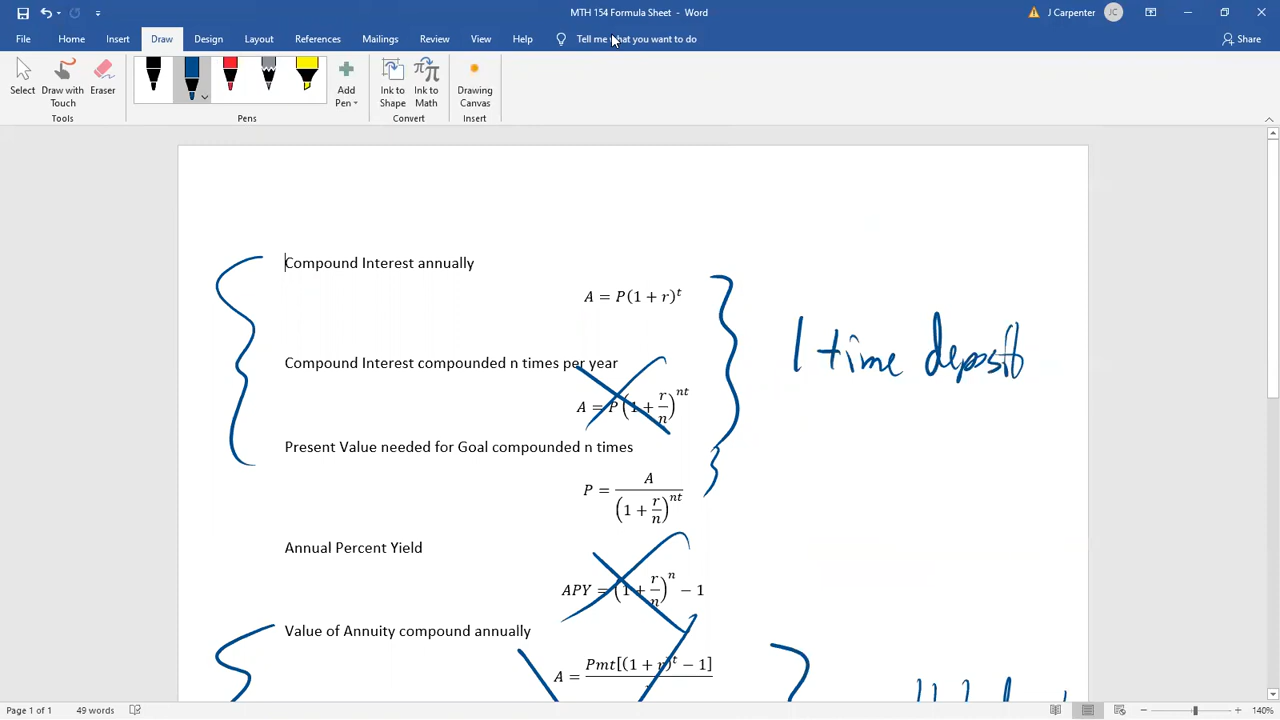 MTH 154 Formula Sheet - Word
J Carpenter JC
File Home Insert Draw Design Layout References Mailings Review View Help Tell me what you want to do Share
Select Draw with Touch Eraser Add Pen Ink to Shape Ink to Math Drawing Canvas
Tools Pens Convert Insert
Compound Interest annually
A = P(1 + r)^t
1 time deposit
Compound Interest compounded n times per year
A = P(1 + r/n)^nt
Present Value needed for Goal compounded n times
P = A/(1 + r/n)^nt
Annual Percent Yield
APY = (1 + r/n)^n − 1
Value of Annuity compound annually
A = Pmt[(1 + r)^t − 1]
Page 1 of 1 49 words 140%